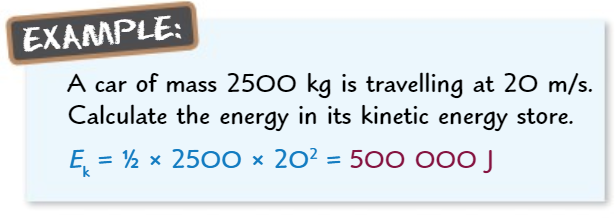 EXAMPLE:
A car of mass 2500 kg is travelling at 20 m/s.
Calculate the energy in its kinetic energy store.
Eₖ = ½ × 2500 × 20² = 500 000 J